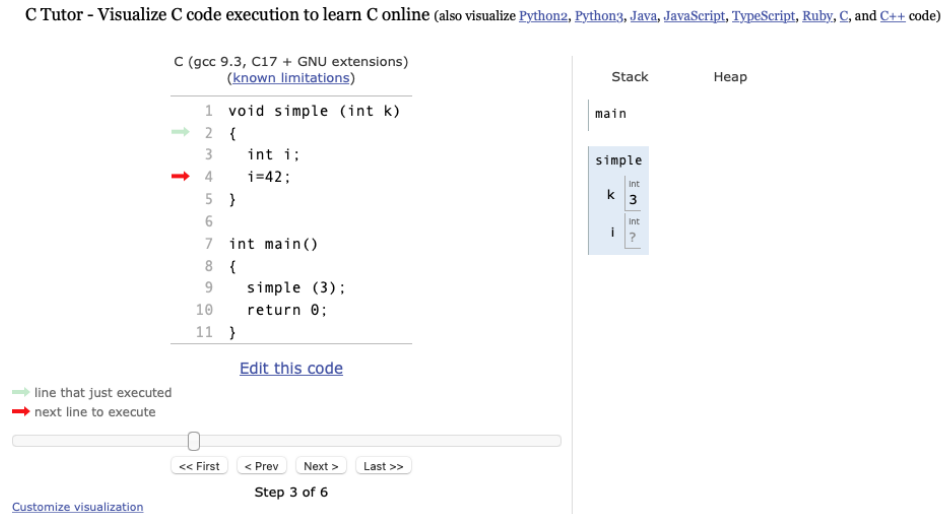 C Tutor - Visualize C code execution to learn C online (also visualize Python2, Python3, Java, JavaScript, TypeScript, Ruby, C, and C++ code)
C (gcc 9.3, C17 + GNU extensions)
(known limitations)
1 void simple (int k)
2 {
3 int i;
4 i=42;
5 }
6
7 int main()
8 {
9 simple (3);
10 return 0;
11 }
Edit this code
line that just executed
next line to execute
<< First < Prev Next > Last >>
Step 3 of 6
Customize visualization
Stack Heap
main
simple
int
k 3
int
i ?